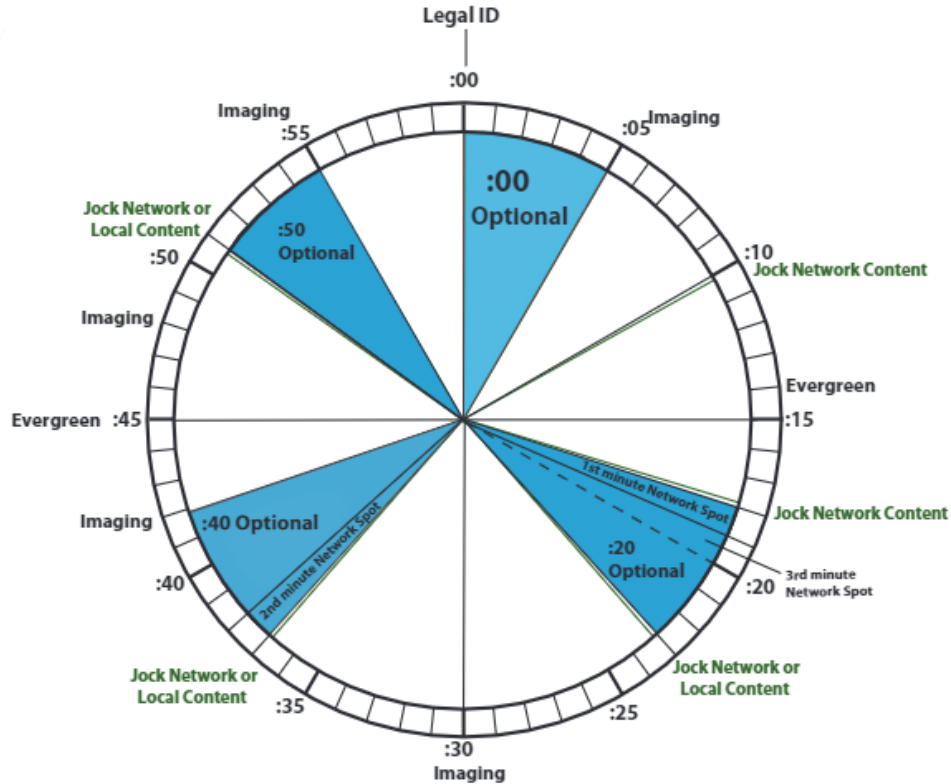 Legal ID
:00
Imaging
:55
:05
Imaging
:00
Optional
Jock Network or
Local Content
:50
:50
Optional
:10
Jock Network Content
Imaging
Evergreen
Evergreen :45
:15
1st minute Network Spot
Jock Network Content
Imaging
:40 Optional
2nd minute Network Spot
:20
Optional
:40
:20
3rd minute
Network Spot
Jock Network or
Local Content
Jock Network or
Local Content
:35
:25
:30
Imaging